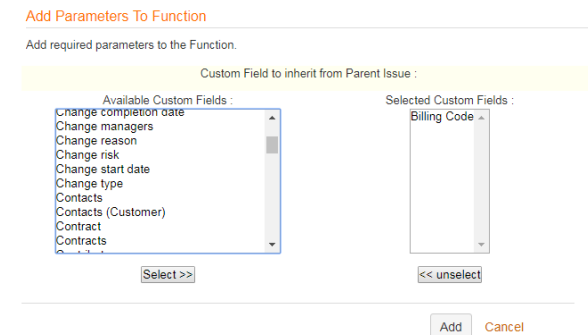 Add Parameters To Function
Add required parameters to the Function.
Custom Field to inherit from Parent Issue :
Available Custom Fields :
Change completion date
Change managers
Change reason
Change risk
Change start date
Change type
Contacts
Contacts (Customer)
Contract
Contracts
Select >>
Selected Custom Fields :
Billing Code
<< unselect
Add
Cancel